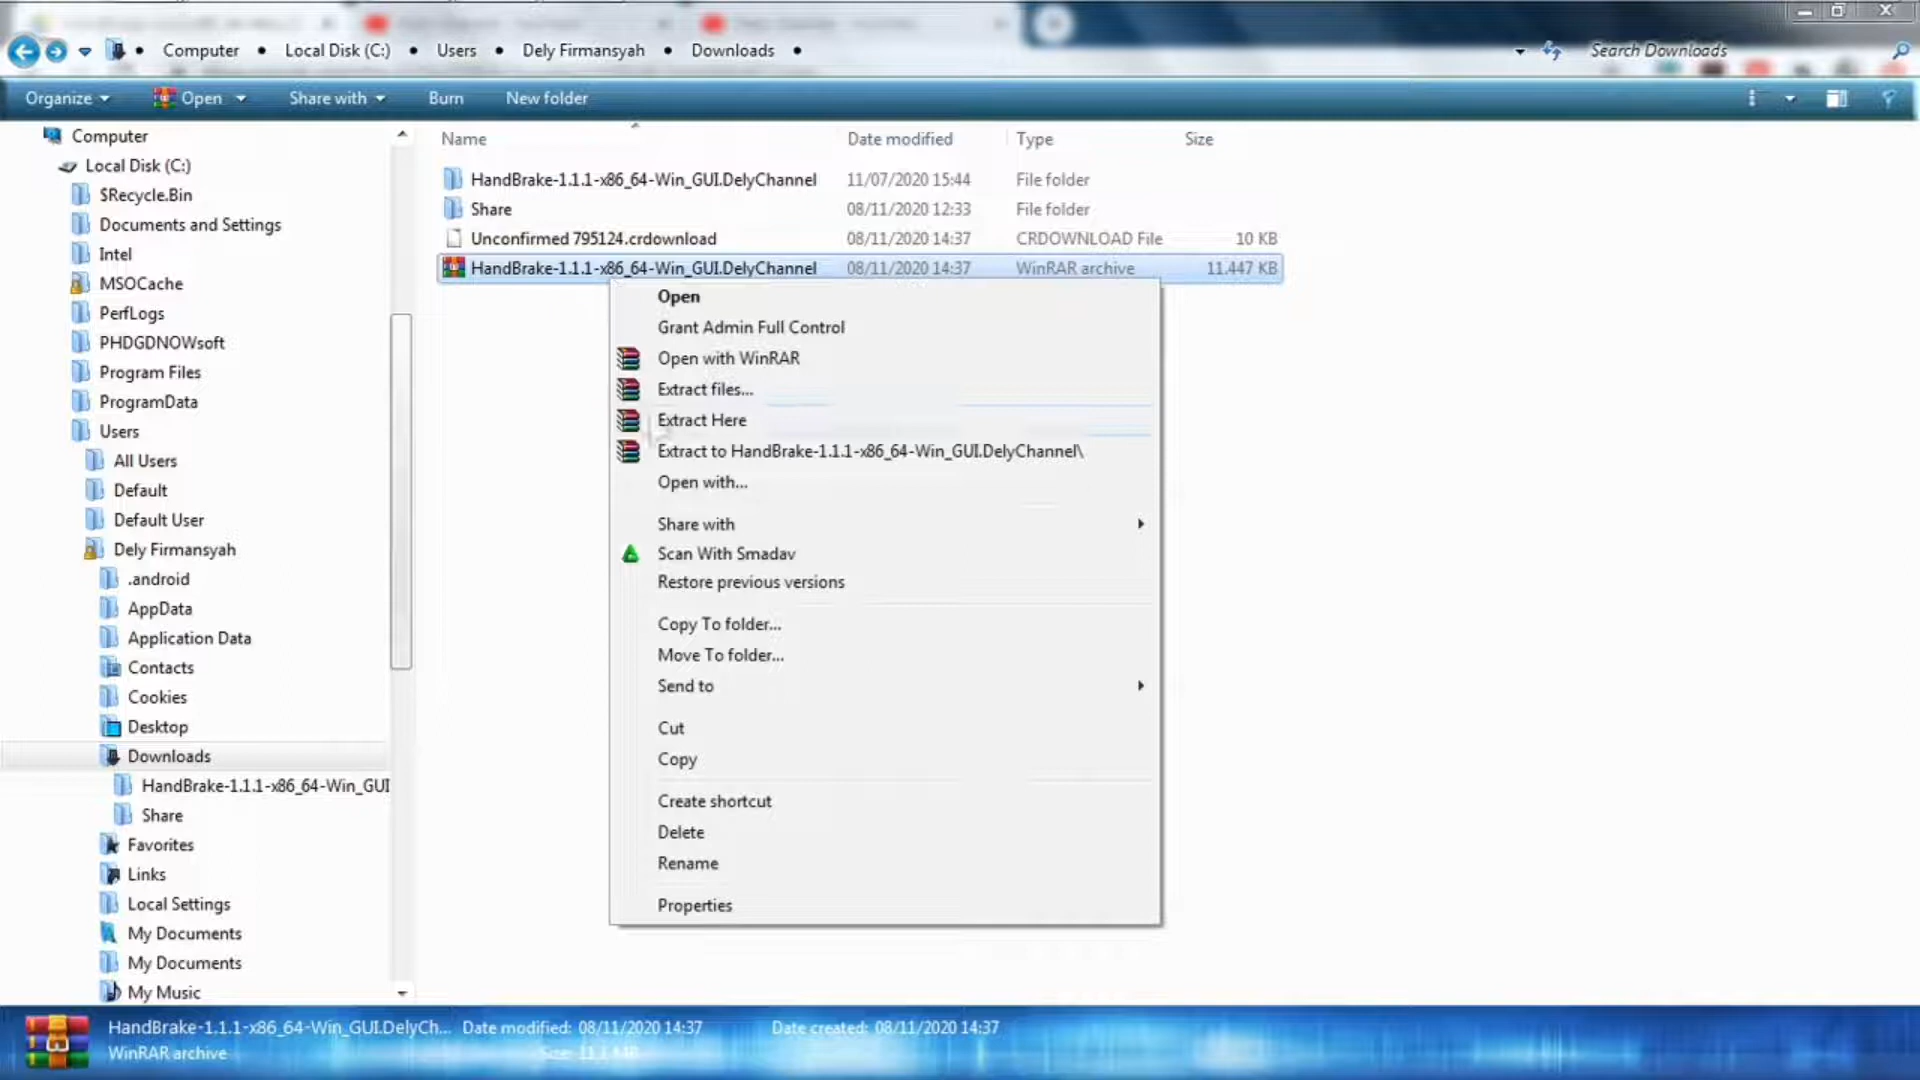 Computer • Local Disk (C:) • Users • Dely Firmansyah • Downloads •
Search Downloads
Organize Open Share with Burn New folder
Computer
Local Disk (C:)
$Recycle.Bin
Documents and Settings
Intel
MSOCache
PerfLogs
PHDGDNOWsoft
Program Files
ProgramData
Users
All Users
Default
Default User
Dely Firmansyah
.android
AppData
Application Data
Contacts
Cookies
Desktop
Downloads
HandBrake-1.1.1-x86_64-Win_GUI
Share
Favorites
Links
Local Settings
My Documents
My Documents
My Music
Name Date modified Type Size
HandBrake-1.1.1-x86_64-Win_GUI.DelyChannel 11/07/2020 15:44 File folder
Share 08/11/2020 12:33 File folder
Unconfirmed 795124.crdownload 08/11/2020 14:37 CRDOWNLOAD File 10 KB
HandBrake-1.1.1-x86_64-Win_GUI.DelyChannel 08/11/2020 14:37 WinRAR archive 11.447 KB
Open
Grant Admin Full Control
Open with WinRAR
Extract files...
Extract Here
Extract to HandBrake-1.1.1-x86_64-Win_GUI.DelyChannel\
Open with...
Share with
Scan With Smadav
Restore previous versions
Copy To folder...
Move To folder...
Send to
Cut
Copy
Create shortcut
Delete
Rename
Properties
HandBrake-1.1.1-x86_64-Win_GUI.DelyCh... Date modified: 08/11/2020 14:37 Date created: 08/11/2020 14:37
WinRAR archive